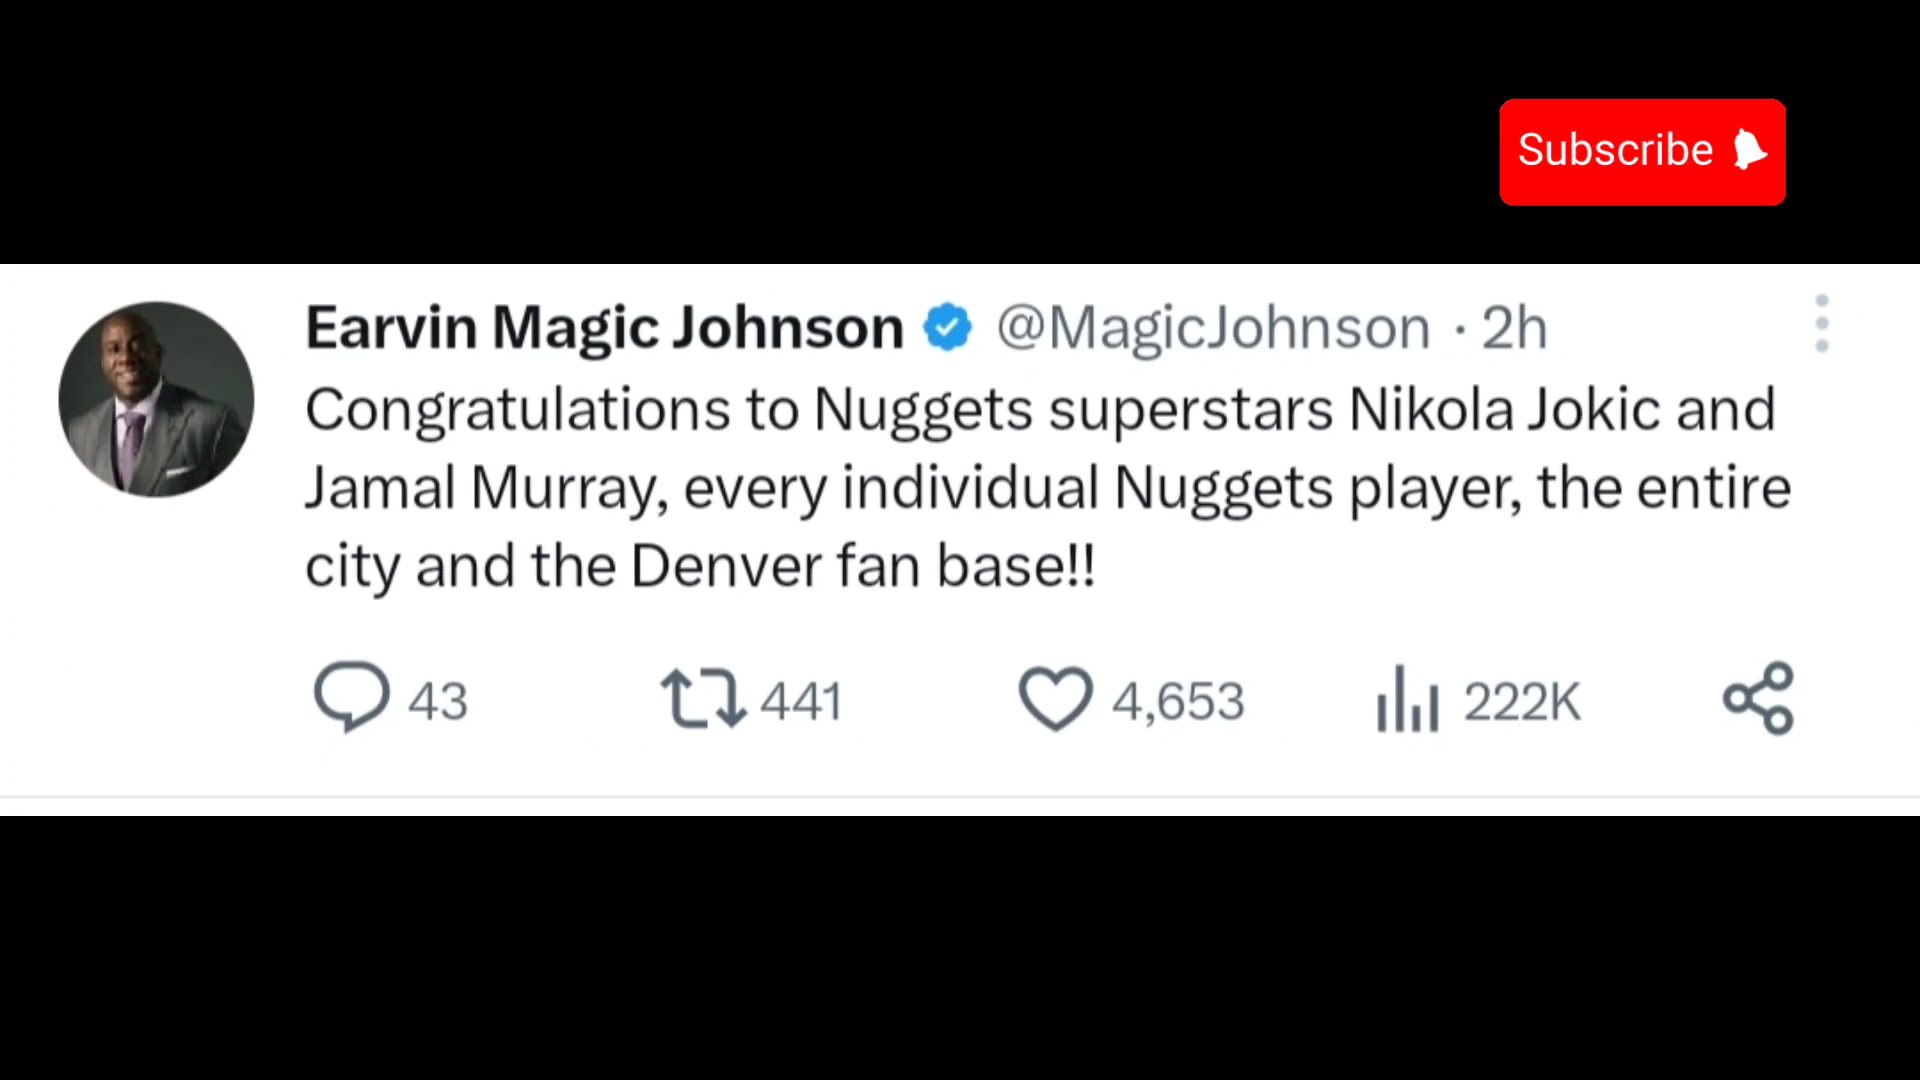 Subscribe
Earvin Magic Johnson @MagicJohnson · 2h
Congratulations to Nuggets superstars Nikola Jokic and
Jamal Murray, every individual Nuggets player, the entire
city and the Denver fan base!!
43 441 4,653 222K